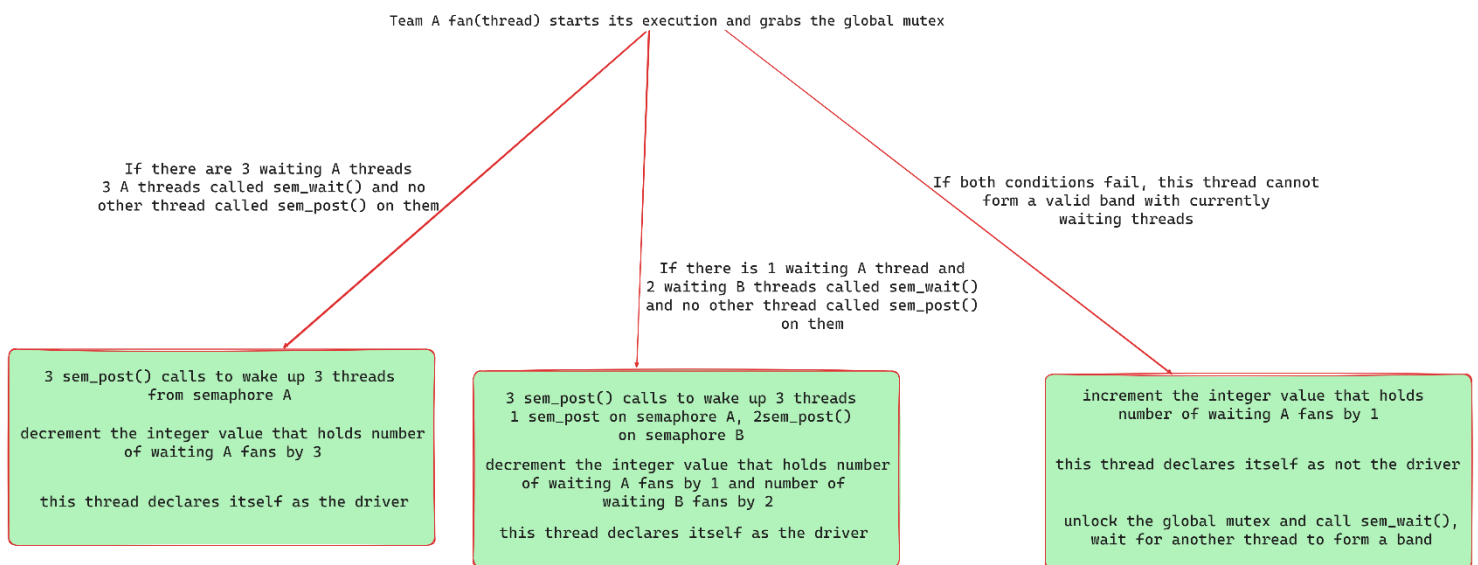 Team A fan(thread) starts its execution and grabs the global mutex
If there are 3 waiting A threads
3 A threads called sem_wait() and no
other thread called sem_post() on them
If there is 1 waiting A thread and
2 waiting B threads called sem_wait()
and no other thread called sem_post()
on them
If both conditions fail, this thread cannot
form a valid band with currently
waiting threads
3 sem_post() calls to wake up 3 threads
from semaphore A
decrement the integer value that holds number
of waiting A fans by 3
this thread declares itself as the driver
3 sem_post() calls to wake up 3 threads
1 sem_post on semaphore A, 2sem_post()
on semaphore B
decrement the integer value that holds number
of waiting A fans by 1 and number of
waiting B fans by 2
this thread declares itself as the driver
increment the integer value that holds
number of waiting A fans by 1
this thread declares itself as not the driver
unlock the global mutex and call sem_wait(),
wait for another thread to form a band